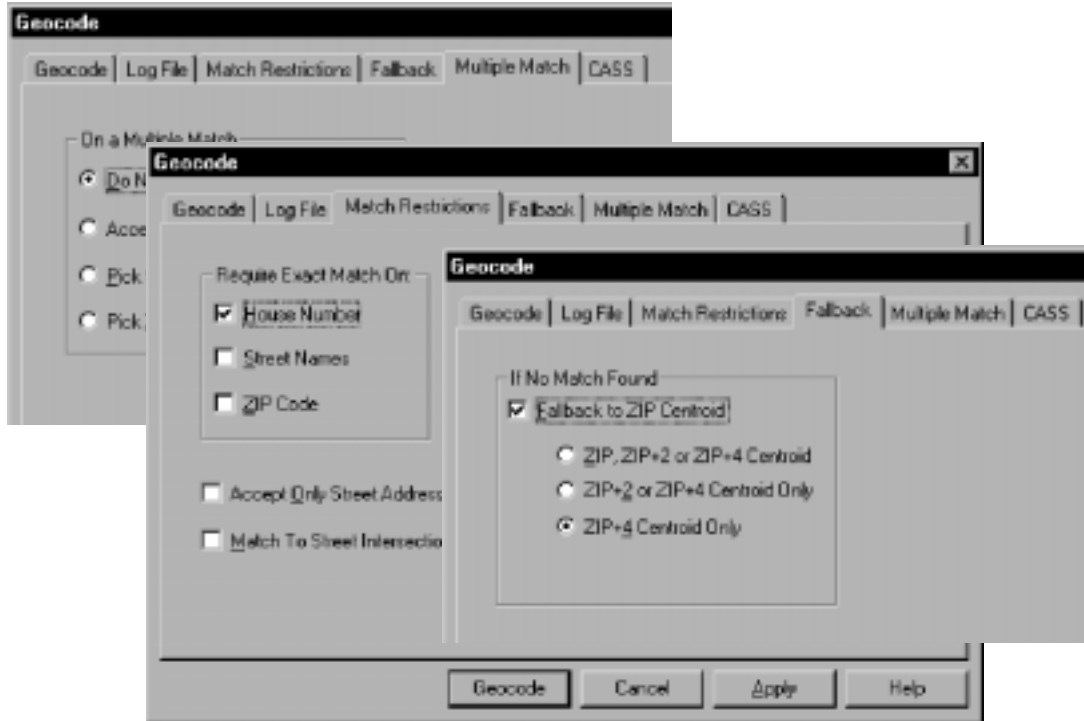 Geocode
Geocode Log File Match Restrictions Fallback Multiple Match CASS
On a Multiple Match
Do N
Acce
Pick
Pick
Geocode
Geocode Log File Match Restrictions Fallback Multiple Match CASS
Require Exact Match On:
House Number
Street Names
ZIP Code
Accept Only Street Address
Match To Street Intersectio
Geocode
Geocode Log File Match Restrictions Fallback Multiple Match CASS
If No Match Found
Fallback to ZIP Centroid
ZIP, ZIP+2 or ZIP+4 Centroid
ZIP+2 or ZIP+4 Centroid Only
ZIP+4 Centroid Only
Geocode Cancel Apply Help